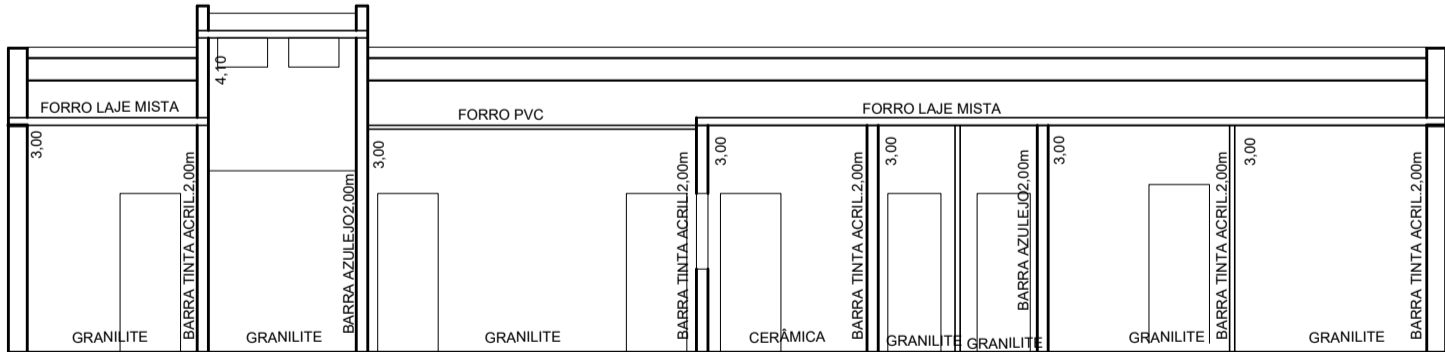 4,10
FORRO LAJE MISTA
FORRO PVC
FORRO LAJE MISTA
3,00
3,00
3,00
3,00
3,00
3,00
BARRA TINTA ACRIL.2,00m
BARRA AZULEJO2,00m
BARRA TINTA ACRIL.2,00m
BARRA TINTA ACRIL.2,00m
BARRA AZULEJO2,00m
BARRA TINTA ACRIL.2,00m
BARRA TINTA ACRIL.2,00m
GRANILITE
GRANILITE
GRANILITE
CERÂMICA
GRANILITE
GRANILITE
GRANILITE
GRANILITE